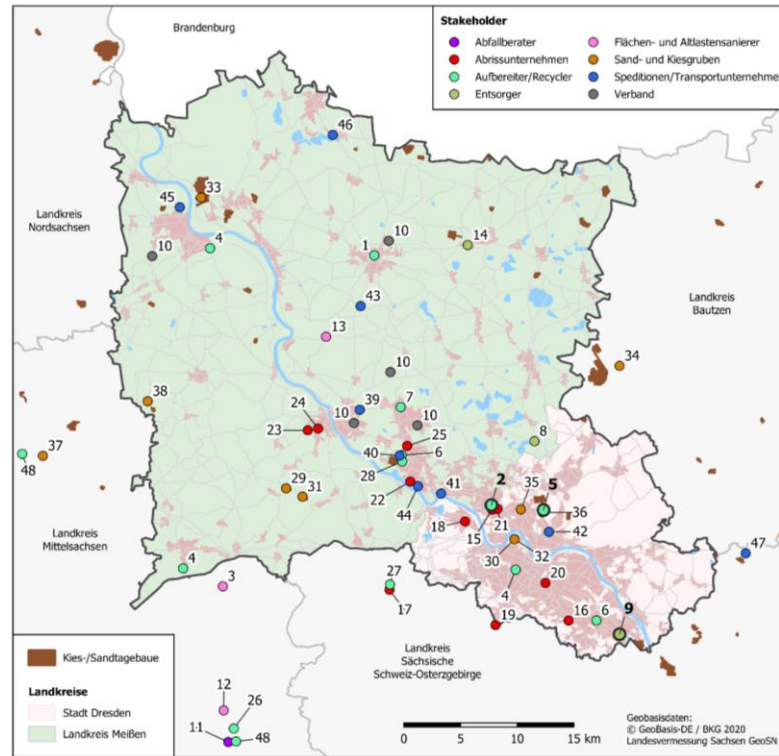 Brandenburg
Stakeholder
Abfallberater
Abrissunternehmen
Aufbereiter/Recycler
Entsorger
Flächen- und Altlastensanierer
Sand- und Kiesgruben
Speditionen/Transportunternehme
Verband
46
33
45
Landkreis
Nordsachsen
10
4
10
1
14
43
Landkreis
Bautzen
13
34
10
38
39
7
24
23
10
10
25
8
37
48
40
6
28
29
31
22
44
41
2
35
5
36
18
15
21
42
47
Landkreis
Mittelsachsen
30
32
4
3
27
17
4
20
19
16
6
9
Kies-/Sandtagebaue
Landkreise
Stadt Dresden
Landkreis Meißen
12
26
11
48
Landkreis
Sächsische
Schweiz-Osterzgebirge
0 5 10 15 km
Geobasisdaten:
© GeoBasis-DE / BKG 2020
Landesvermessung Sachsen GeoSN